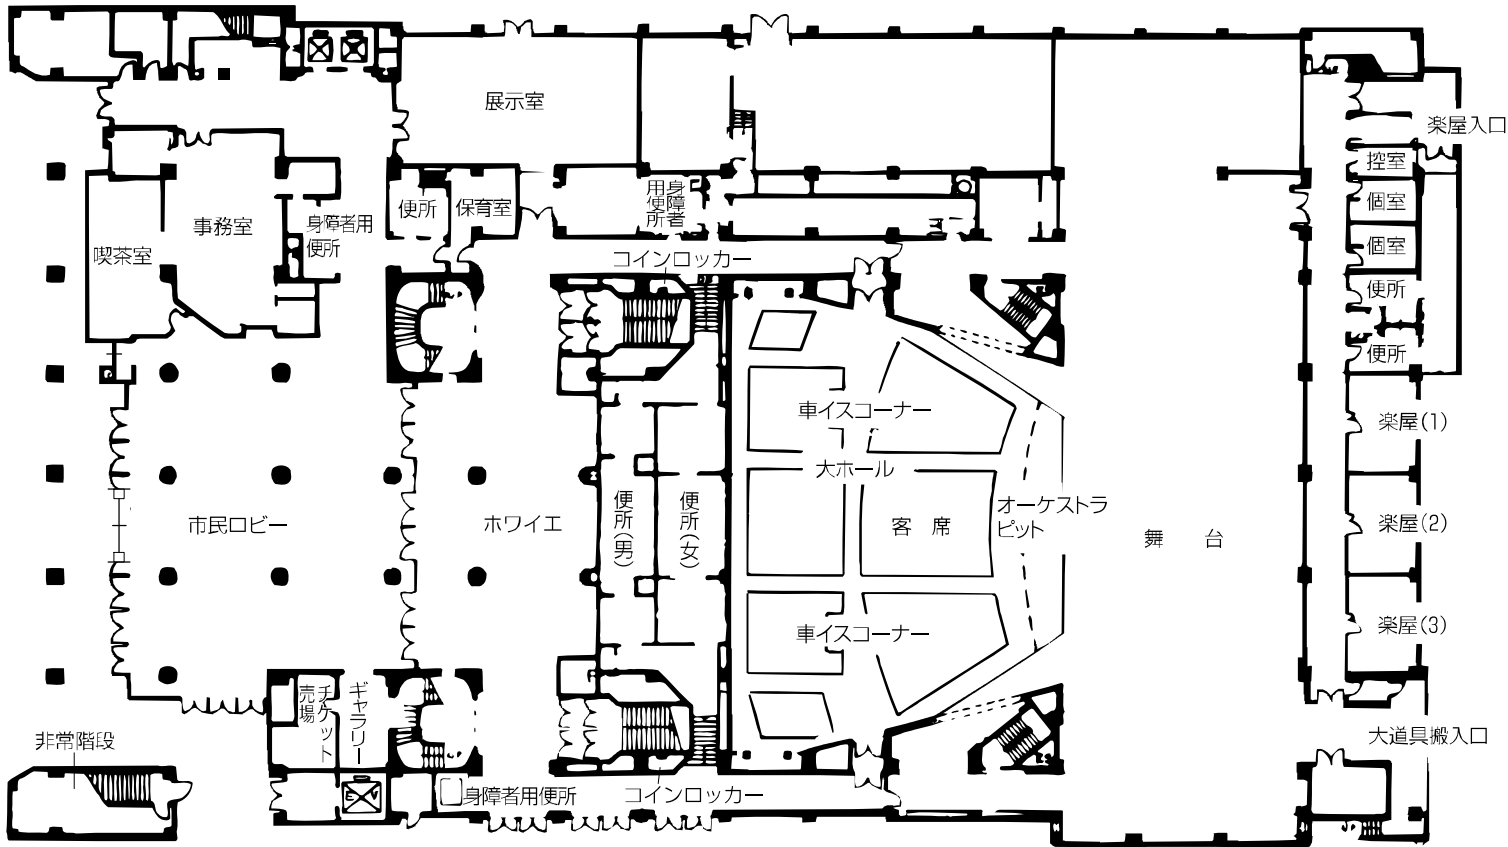 展示室
楽屋入口
控室
個室
個室
便所
便所
事務室
喫茶室
身障者用
便所
便所
保育室
身障者
用便所
コインロッカー
車イスコーナー
大ホール
客席
オーケストラ
ピット
舞台
市民ロビー
ホワイエ
便所(男)
便所(女)
車イスコーナー
楽屋(1)
楽屋(2)
楽屋(3)
チケット
売場
ギャラリー
非常階段
EV
身障者用便所
コインロッカー
大道具搬入口